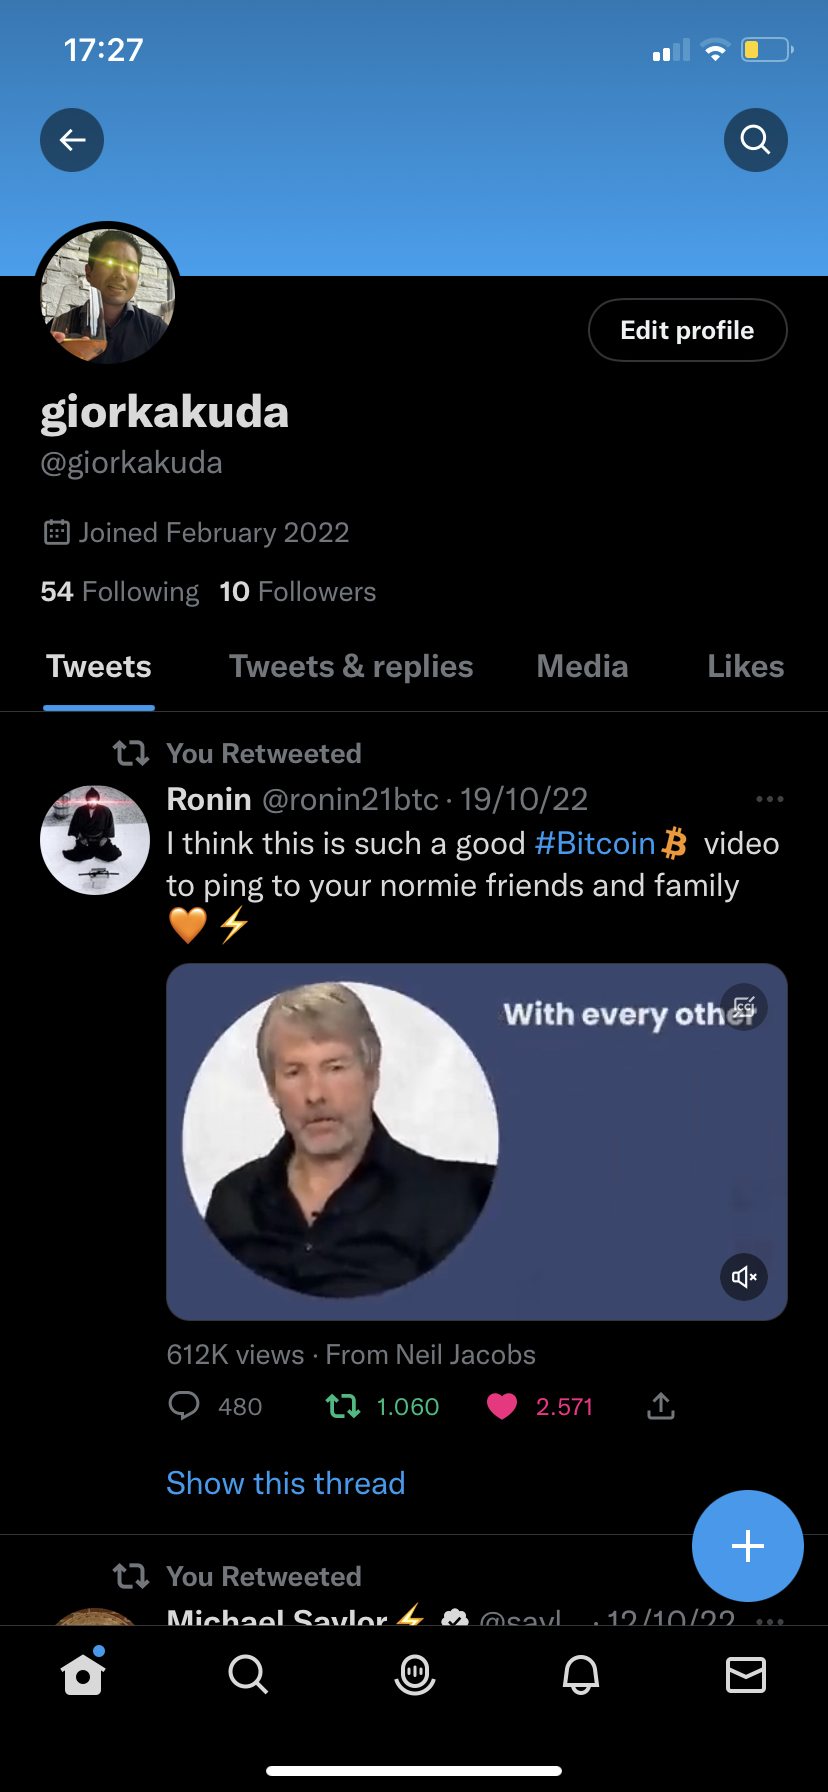 17:27
Edit profile
giorkakuda
@giorkakuda
Joined February 2022
54 Following 10 Followers
Tweets Tweets & replies Media Likes
You Retweeted
Ronin @ronin21btc · 19/10/22
I think this is such a good #Bitcoin video
to ping to your normie friends and family
🧡⚡
With every other
612K views · From Neil Jacobs
480 1.060 2.571
Show this thread
You Retweeted
Michael Saylor⚡ @sayl... · 12/10/22